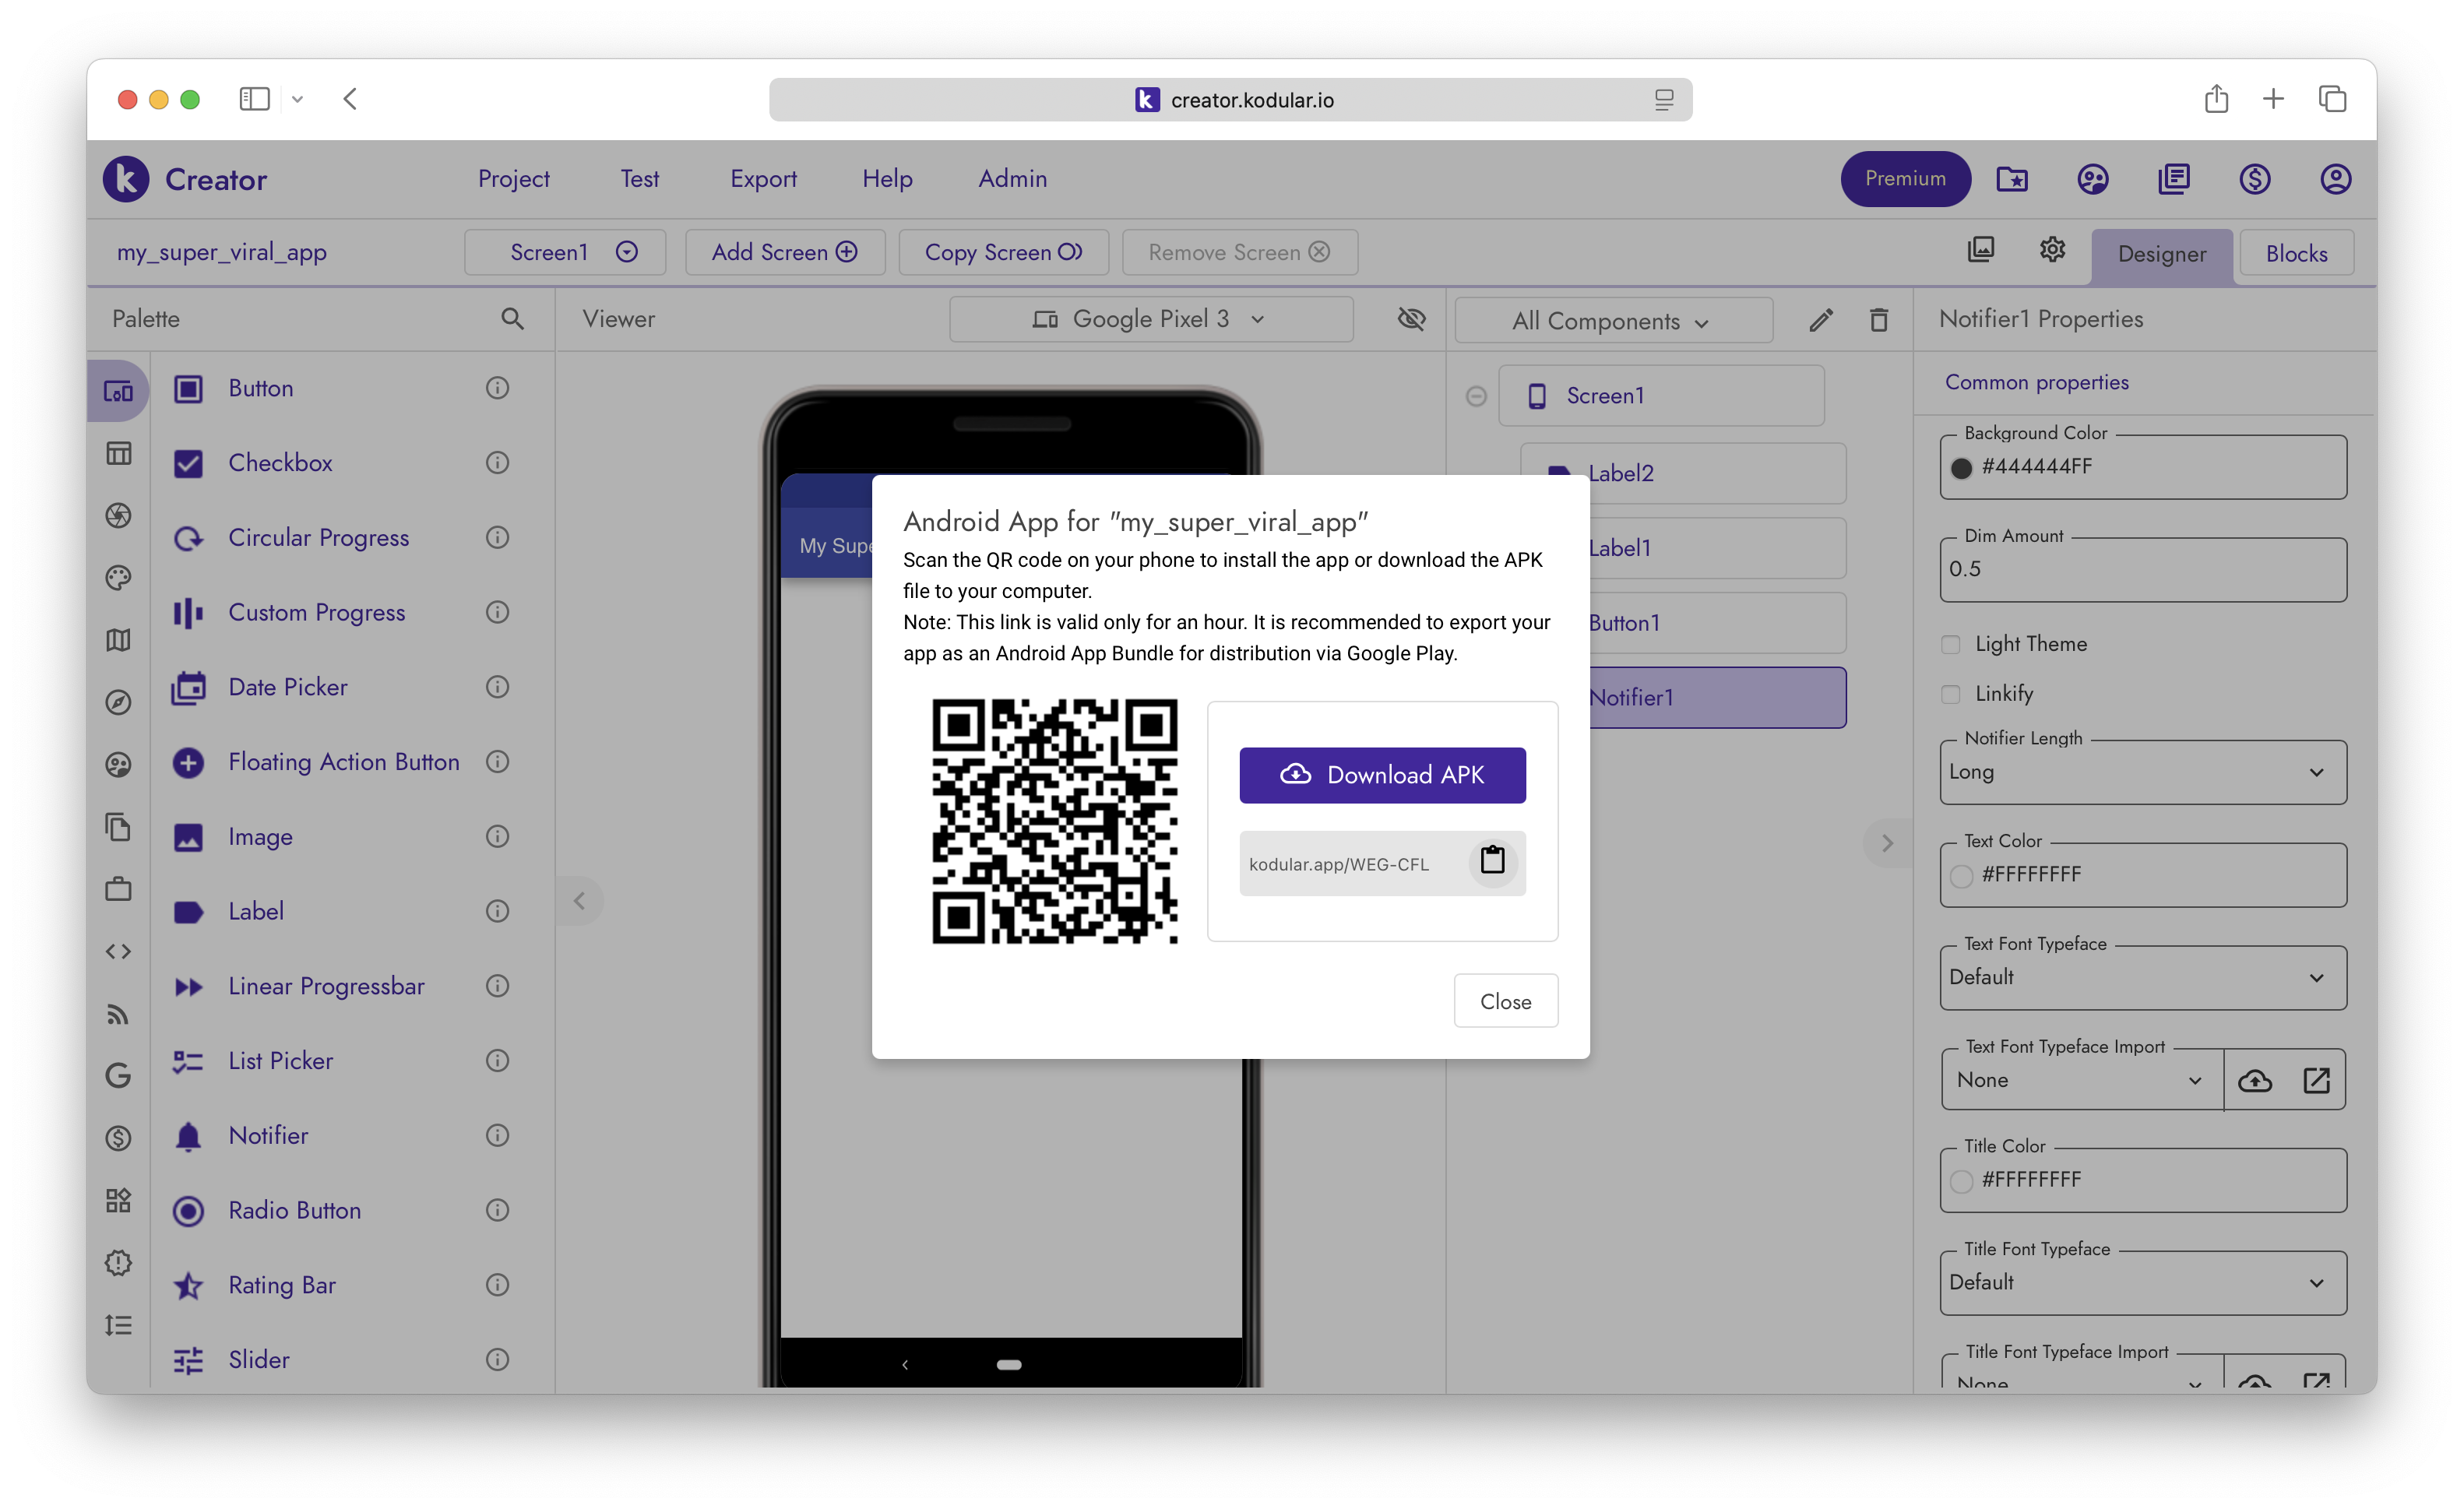 creator.kodular.io
Creator
Project
Test
Export
Help
Admin
Premium
my_super_viral_app
Screen1
Add Screen
Copy Screen
Remove Screen
Designer
Blocks
Palette
Viewer
Google Pixel 3
All Components
Notifier1 Properties
Button
Checkbox
Circular Progress
Custom Progress
Date Picker
Floating Action Button
Image
Label
Linear Progressbar
List Picker
Notifier
Radio Button
Rating Bar
Slider
My Supe
Android App for "my_super_viral_app"
Scan the QR code on your phone to install the app or download the APK
file to your computer.
Note: This link is valid only for an hour. It is recommended to export your
app as an Android App Bundle for distribution via Google Play.
Download APK
kodular.app/WEG-CFL
Close
Screen1
Label2
Label1
Button1
Notifier1
Common properties
Background Color
#444444FF
Dim Amount
0.5
Light Theme
Linkify
Notifier Length
Long
Text Color
#FFFFFFFF
Text Font Typeface
Default
Text Font Typeface Import
None
Title Color
#FFFFFFFF
Title Font Typeface
Default
Title Font Typeface Import
None